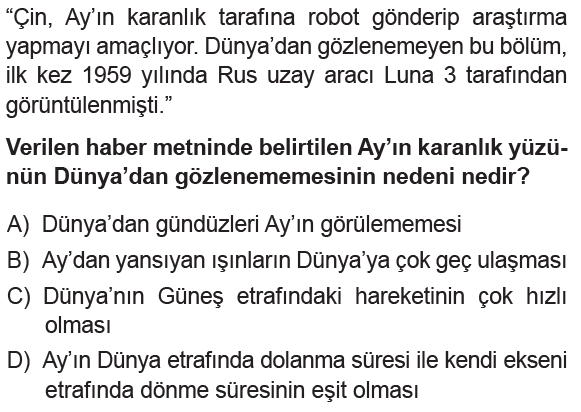 “Çin, Ay’ın karanlık tarafına robot gönderip araştırma
yapmayı amaçlıyor. Dünya’dan gözlenemeyen bu bölüm,
ilk kez 1959 yılında Rus uzay aracı Luna 3 tarafından
görüntülenmişti.”
Verilen haber metninde belirtilen Ay’ın karanlık yüzü-
nün Dünya’dan gözlenememesinin nedeni nedir?
A) Dünya’dan gündüzleri Ay’ın görülememesi
B) Ay’dan yansıyan ışınların Dünya’ya çok geç ulaşması
C) Dünya’nın Güneş etrafındaki hareketinin çok hızlı
olması
D) Ay’ın Dünya etrafında dolanma süresi ile kendi ekseni
etrafında dönme süresinin eşit olması